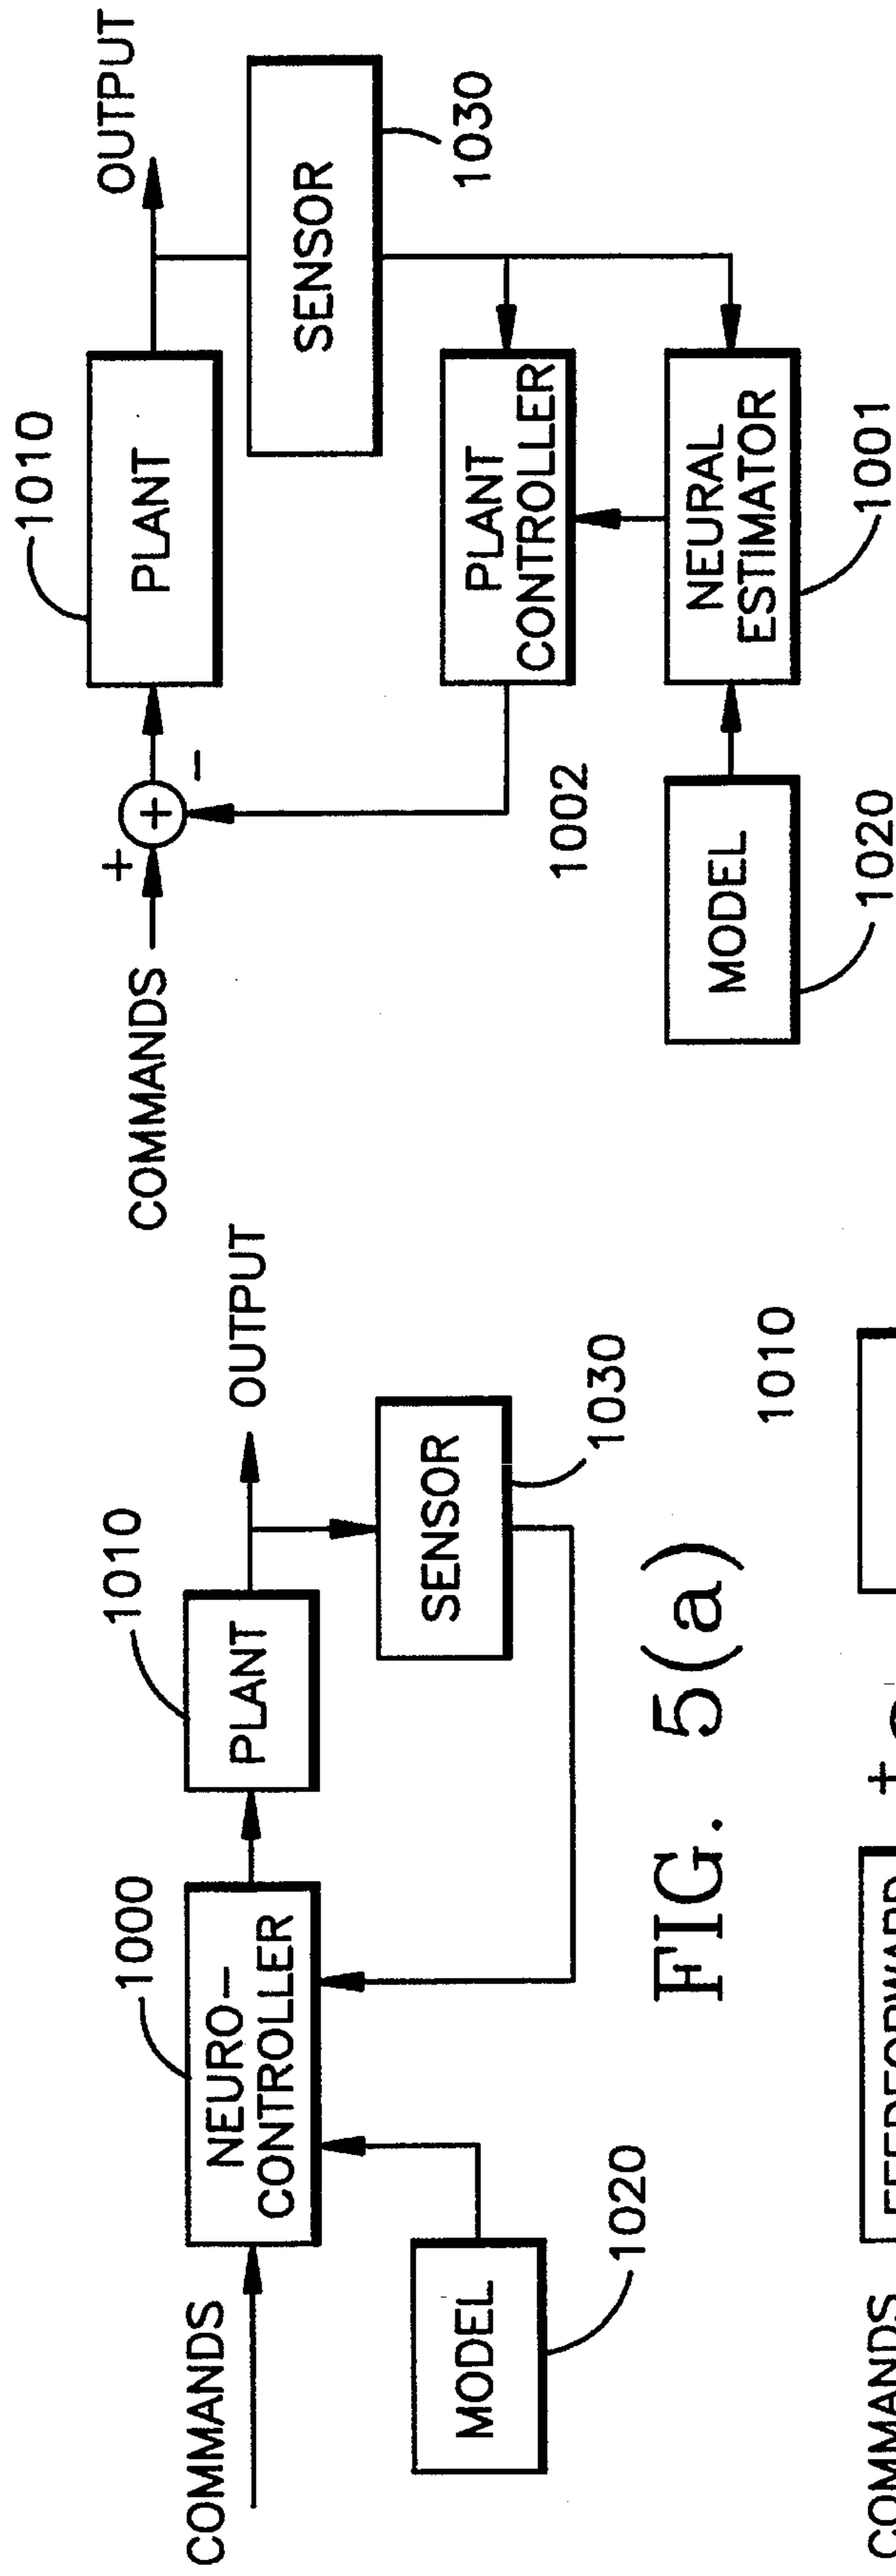 COMMANDS
NEURO-
CONTROLLER
1000
PLANT
1010
OUTPUT
SENSOR
1030
MODEL
1020
FIG. 5(a)
COMMANDS
+
+
-
PLANT
1010
OUTPUT
SENSOR
1030
PLANT
CONTROLLER
1002
NEURAL
ESTIMATOR
1001
MODEL
1020
COMMANDS
FEEDFORWARD
+
1010